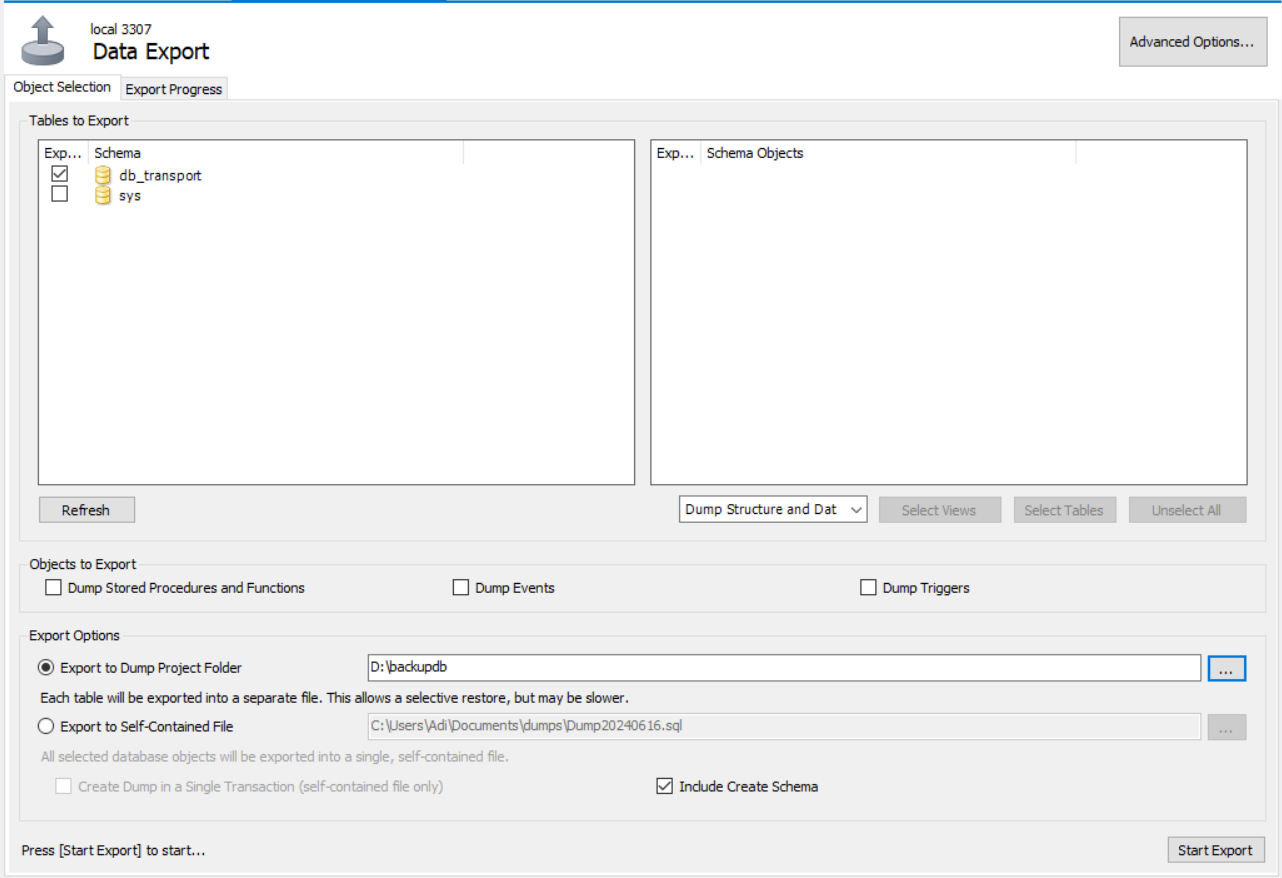 local 3307
Data Export
Advanced Options...
Object Selection
Export Progress
Tables to Export
Exp... Schema
db_transport
sys
Exp... Schema Objects
Refresh
Dump Structure and Dat
Select Views
Select Tables
Unselect All
Objects to Export
Dump Stored Procedures and Functions
Dump Events
Dump Triggers
Export Options
Export to Dump Project Folder
D:\backupdb
...
Each table will be exported into a separate file. This allows a selective restore, but may be slower.
Export to Self-Contained File
C:\Users\Adi\Documents\dumps\Dump20240616.sql
...
All selected database objects will be exported into a single, self-contained file.
Create Dump in a Single Transaction (self-contained file only)
Include Create Schema
Press [Start Export] to start...
Start Export